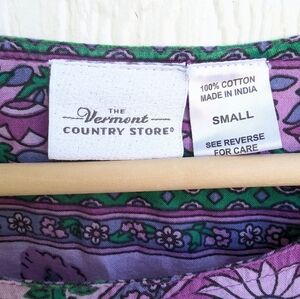 THE
Vermont
COUNTRY STORE®
100% COTTON
MADE IN INDIA
SMALL
SEE REVERSE
FOR CARE